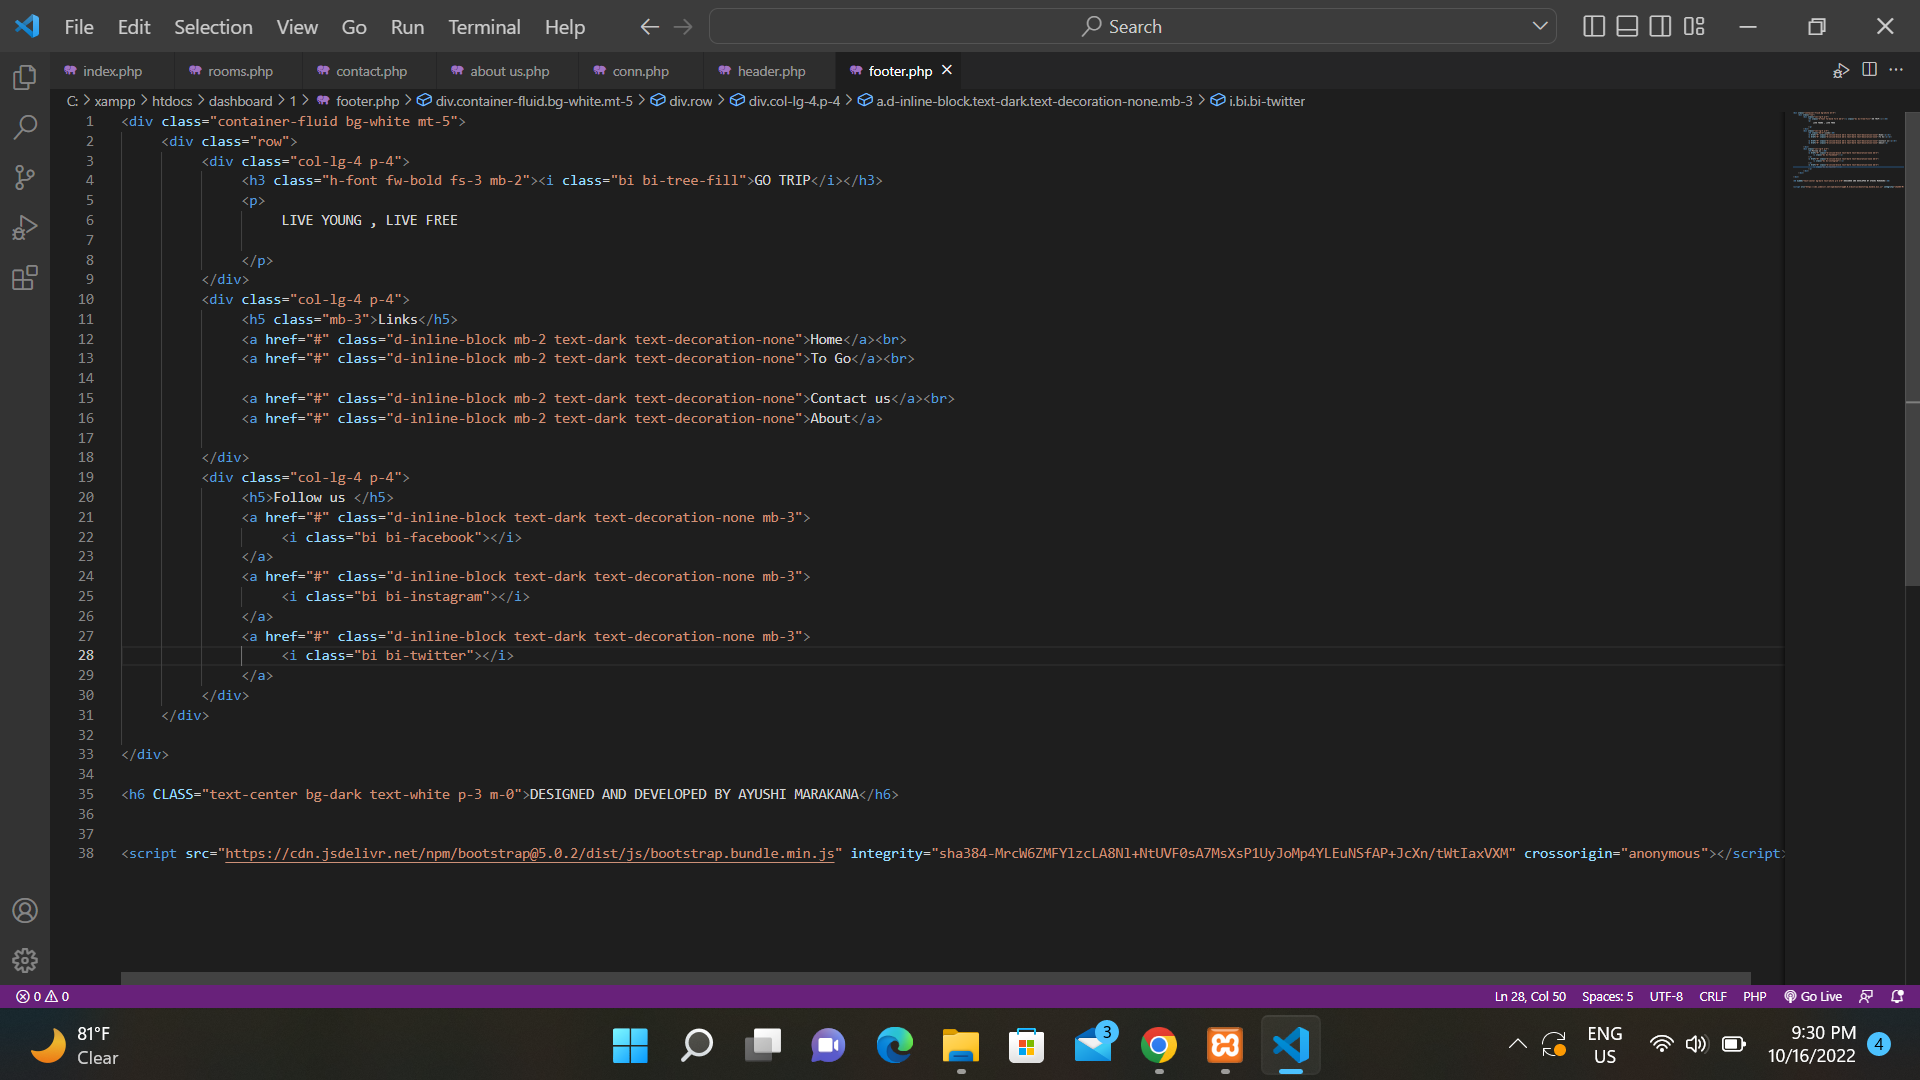 File Edit Selection View Go Run Terminal Help Search
index.php rooms.php contact.php about us.php conn.php header.php footer.php
C: > xampp > htdocs > dashboard > 1 > footer.php > div.container-fluid.bg-white.mt-5 > div.row > div.col-lg-4.p-4 > a.d-inline-block.text-dark.text-decoration-none.mb-3 > i.bi.bi-twitter
1 <div class="container-fluid bg-white mt-5">
2 <div class="row">
3 <div class="col-lg-4 p-4">
4 <h3 class="h-font fw-bold fs-3 mb-2"><i class="bi bi-tree-fill">GO TRIP</i></h3>
5 <p>
6 LIVE YOUNG , LIVE FREE
7
8 </p>
9 </div>
10 <div class="col-lg-4 p-4">
11 <h5 class="mb-3">Links</h5>
12 <a href="#" class="d-inline-block mb-2 text-dark text-decoration-none">Home</a><br>
13 <a href="#" class="d-inline-block mb-2 text-dark text-decoration-none">To Go</a><br>
14
15 <a href="#" class="d-inline-block mb-2 text-dark text-decoration-none">Contact us</a><br>
16 <a href="#" class="d-inline-block mb-2 text-dark text-decoration-none">About</a>
17
18 </div>
19 <div class="col-lg-4 p-4">
20 <h5>Follow us </h5>
21 <a href="#" class="d-inline-block text-dark text-decoration-none mb-3">
22 <i class="bi bi-facebook"></i>
23 </a>
24 <a href="#" class="d-inline-block text-dark text-decoration-none mb-3">
25 <i class="bi bi-instagram"></i>
26 </a>
27 <a href="#" class="d-inline-block text-dark text-decoration-none mb-3">
28 <i class="bi bi-twitter"></i>
29 </a>
30 </div>
31 </div>
32
33 </div>
34
35 <h6 CLASS="text-center bg-dark text-white p-3 m-0">DESIGNED AND DEVELOPED BY AYUSHI MARAKANA</h6>
36
37
38 <script src="https://cdn.jsdelivr.net/npm/bootstrap@5.0.2/dist/js/bootstrap.bundle.min.js" integrity="sha384-MrcW6ZMFYlzcLA8Nl+NtUVF0sA7MsXsP1UyJoMp4YLEuNSfAP+JcXn/tWtIaxVXM" crossorigin="anonymous"></script>
0 0 Ln 28, Col 50 Spaces: 5 UTF-8 CRLF PHP Go Live
81°F
Clear
3
ENG
US
9:30 PM
10/16/2022
4